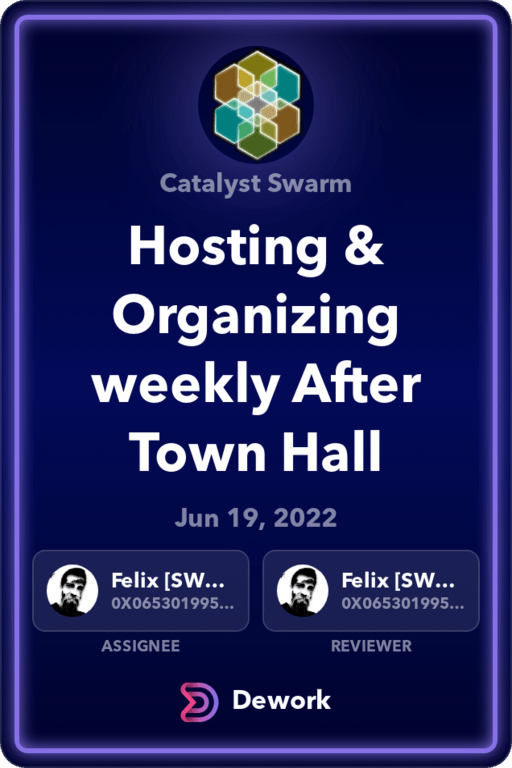 Catalyst Swarm
Hosting &
Organizing
weekly After
Town Hall
Jun 19, 2022
Felix [SW...
0X065301995...
Felix [SW...
0X065301995...
ASSIGNEE
REVIEWER
Dework